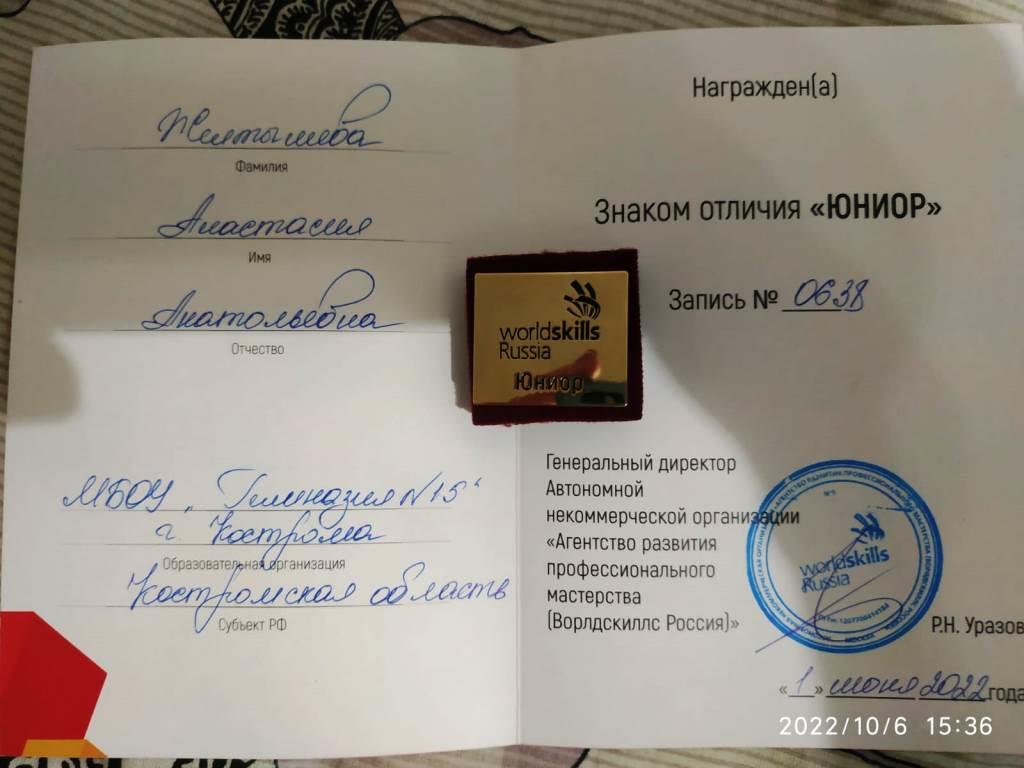 Желтышева
Фамилия
Анастасия
Имя
Анатольевна
Отчество
МБОУ „Гимназия №15"
г Кострома
Образовательная организация
Костромская область
Субъект РФ
Награжден(а)
Знаком отличия «ЮНИОР»
Запись № 0638
worldskills
Russia
Юниор
Генеральный директор
Автономной
некоммерческой организации
«Агентство развития
профессионального
мастерства
(Ворлдскиллс Россия)»
worldskills
Russia
Р.Н. Уразов
«1» июня 2022 года
2022/10/6 15:36